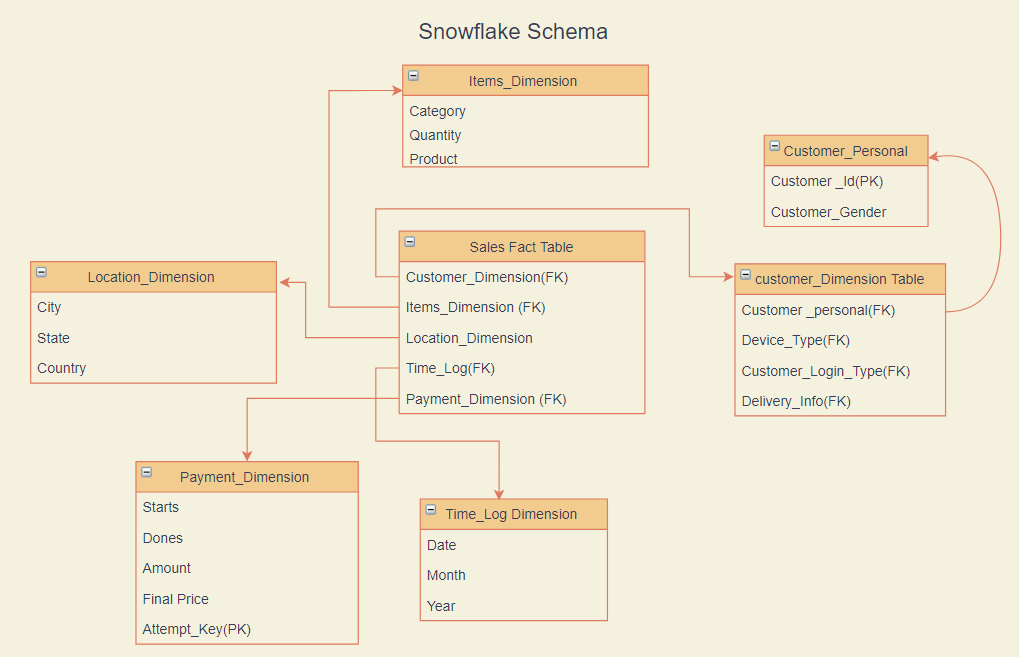 Snowflake Schema
Items_Dimension
Category
Quantity
Product
Customer_Personal
Customer _Id(PK)
Customer_Gender
Sales Fact Table
Customer_Dimension(FK)
Items_Dimension (FK)
Location_Dimension
Time_Log(FK)
Payment_Dimension (FK)
Location_Dimension
City
State
Country
customer_Dimension Table
Customer _personal(FK)
Device_Type(FK)
Customer_Login_Type(FK)
Delivery_Info(FK)
Payment_Dimension
Starts
Dones
Amount
Final Price
Attempt_Key(PK)
Time_Log Dimension
Date
Month
Year